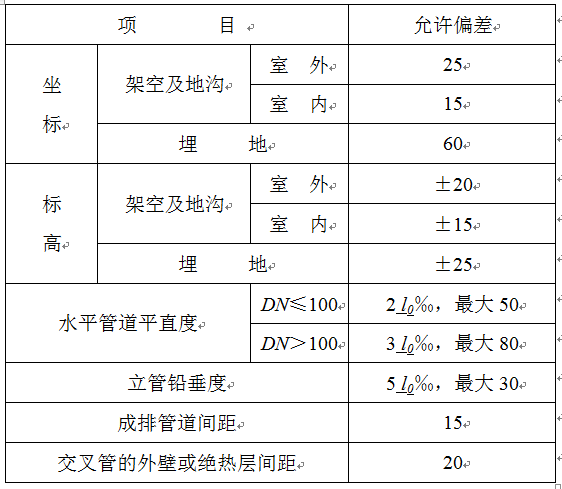 项 目 允许偏差
坐标 架空及地沟 室 外 25
室 内 15
埋 地 60
标高 架空及地沟 室 外 ±20
室 内 ±15
埋 地 ±25
水平管道平直度 DN≤100 2 l0‰，最大 50
DN＞100 3 l0‰，最大 80
立管铅垂度 5 l0‰，最大 30
成排管道间距 15
交叉管的外壁或绝热层间距 20